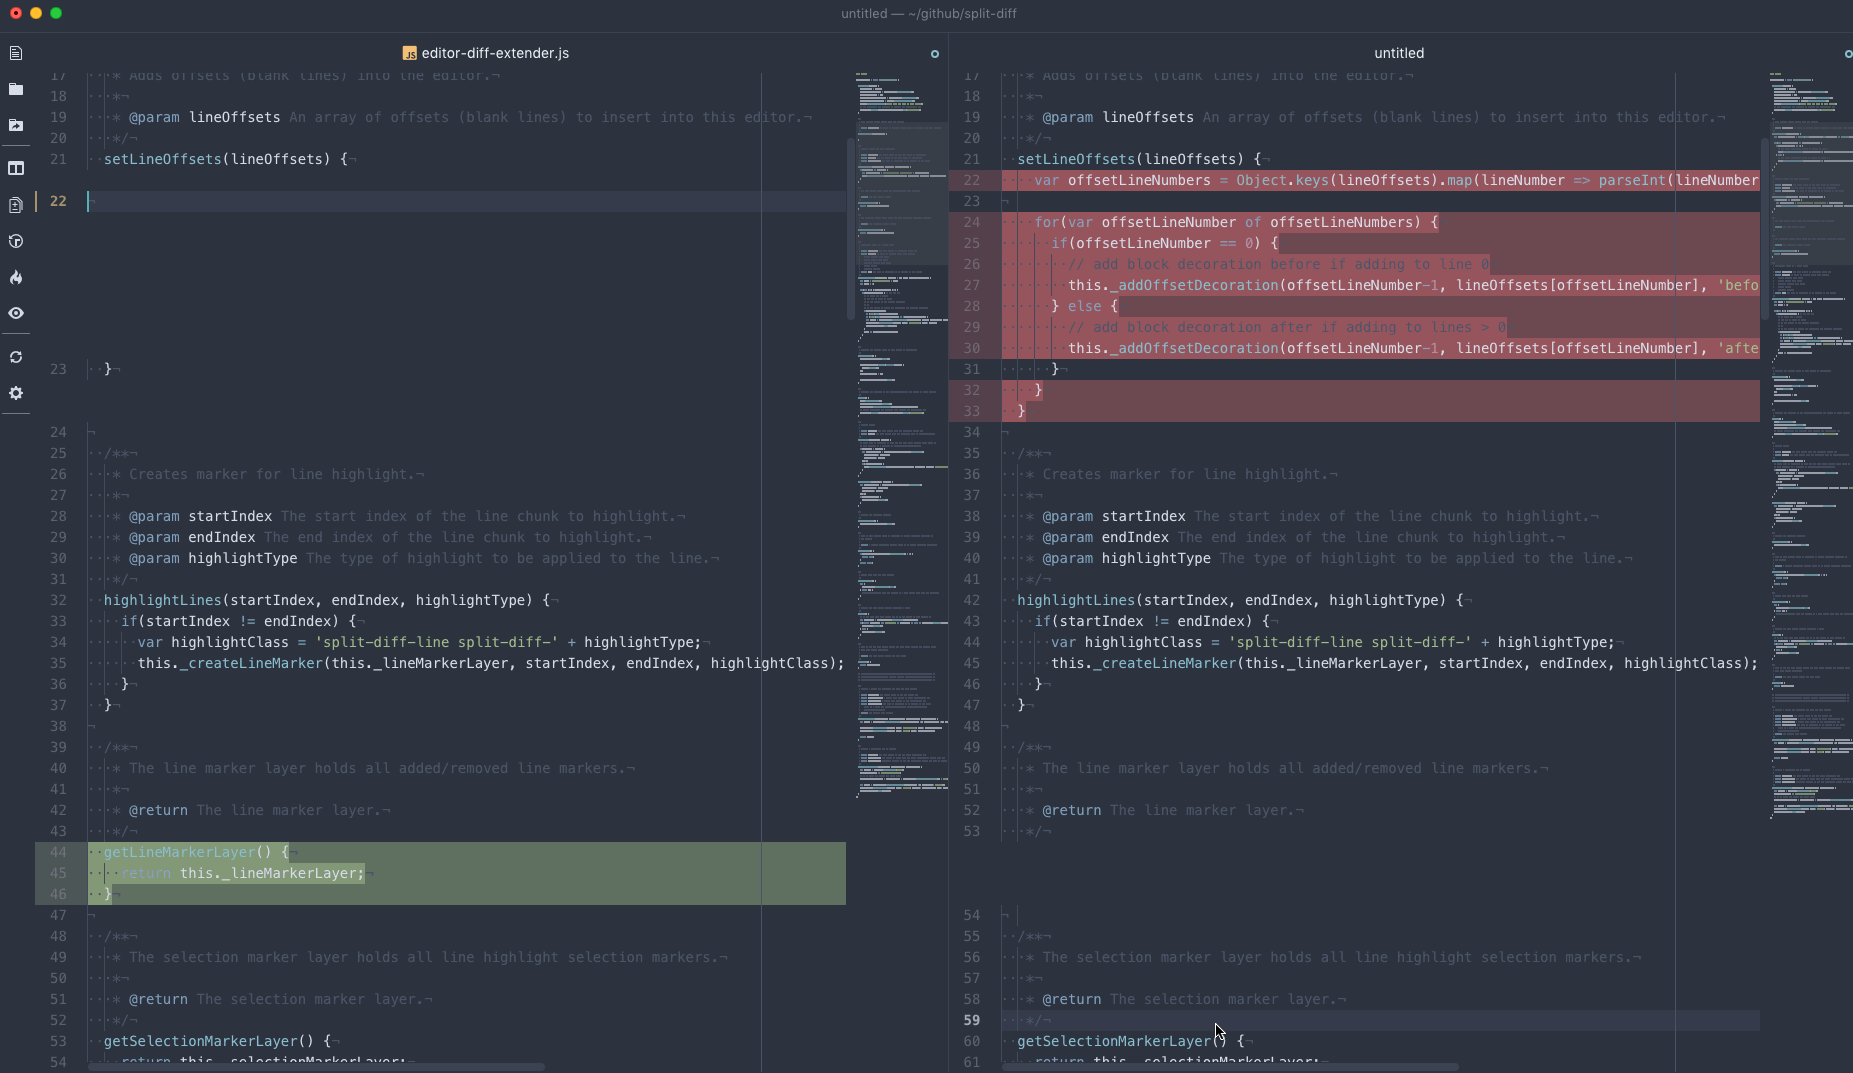 untitled — ~/github/split-diff
JS editor-diff-extender.js
17 * Adds offsets (blank lines) into the editor.¬
18 *¬
19 * @param lineOffsets An array of offsets (blank lines) to insert into this editor.¬
20 */¬
21 setLineOffsets(lineOffsets) {¬
22 ¬
23 }¬
24 ¬
25 /**¬
26 * Creates marker for line highlight.¬
27 *¬
28 * @param startIndex The start index of the line chunk to highlight.¬
29 * @param endIndex The end index of the line chunk to highlight.¬
30 * @param highlightType The type of highlight to be applied to the line.¬
31 */¬
32 highlightLines(startIndex, endIndex, highlightType) {¬
33 if(startIndex != endIndex) {¬
34 var highlightClass = 'split-diff-line split-diff-' + highlightType;¬
35 this._createLineMarker(this._lineMarkerLayer, startIndex, endIndex, highlightClass);
36 }¬
37 }¬
38 ¬
39 /**¬
40 * The line marker layer holds all added/removed line markers.¬
41 *¬
42 * @return The line marker layer.¬
43 */¬
44 getLineMarkerLayer() {¬
45 return this._lineMarkerLayer;¬
46 }¬
47 ¬
48 /**¬
49 * The selection marker layer holds all line highlight selection markers.¬
50 *¬
51 * @return The selection marker layer.¬
52 */¬
53 getSelectionMarkerLayer() {¬
54 return this._selectionMarkerLayer;¬
untitled
17 * Adds offsets (blank lines) into the editor.¬
18 *¬
19 * @param lineOffsets An array of offsets (blank lines) to insert into this editor.¬
20 */¬
21 setLineOffsets(lineOffsets) {¬
22 var offsetLineNumbers = Object.keys(lineOffsets).map(lineNumber => parseInt(lineNumber
23 ¬
24 for(var offsetLineNumber of offsetLineNumbers) {
25 if(offsetLineNumber == 0) {
26 // add block decoration before if adding to line 0
27 this._addOffsetDecoration(offsetLineNumber-1, lineOffsets[offsetLineNumber], 'befo
28 } else {
29 // add block decoration after if adding to lines > 0
30 this._addOffsetDecoration(offsetLineNumber-1, lineOffsets[offsetLineNumber], 'afte
31 }¬
32 }
33 }
34 ¬
35 /**¬
36 * Creates marker for line highlight.¬
37 *¬
38 * @param startIndex The start index of the line chunk to highlight.¬
39 * @param endIndex The end index of the line chunk to highlight.¬
40 * @param highlightType The type of highlight to be applied to the line.¬
41 */¬
42 highlightLines(startIndex, endIndex, highlightType) {¬
43 if(startIndex != endIndex) {¬
44 var highlightClass = 'split-diff-line split-diff-' + highlightType;¬
45 this._createLineMarker(this._lineMarkerLayer, startIndex, endIndex, highlightClass);
46 }¬
47 }¬
48 ¬
49 /**¬
50 * The line marker layer holds all added/removed line markers.¬
51 *¬
52 * @return The line marker layer.¬
53 */¬
54 ¬
55 /**¬
56 * The selection marker layer holds all line highlight selection markers.¬
57 *¬
58 * @return The selection marker layer.¬
59 */¬
60 getSelectionMarkerLayer() {¬
61 return this._selectionMarkerLayer;¬